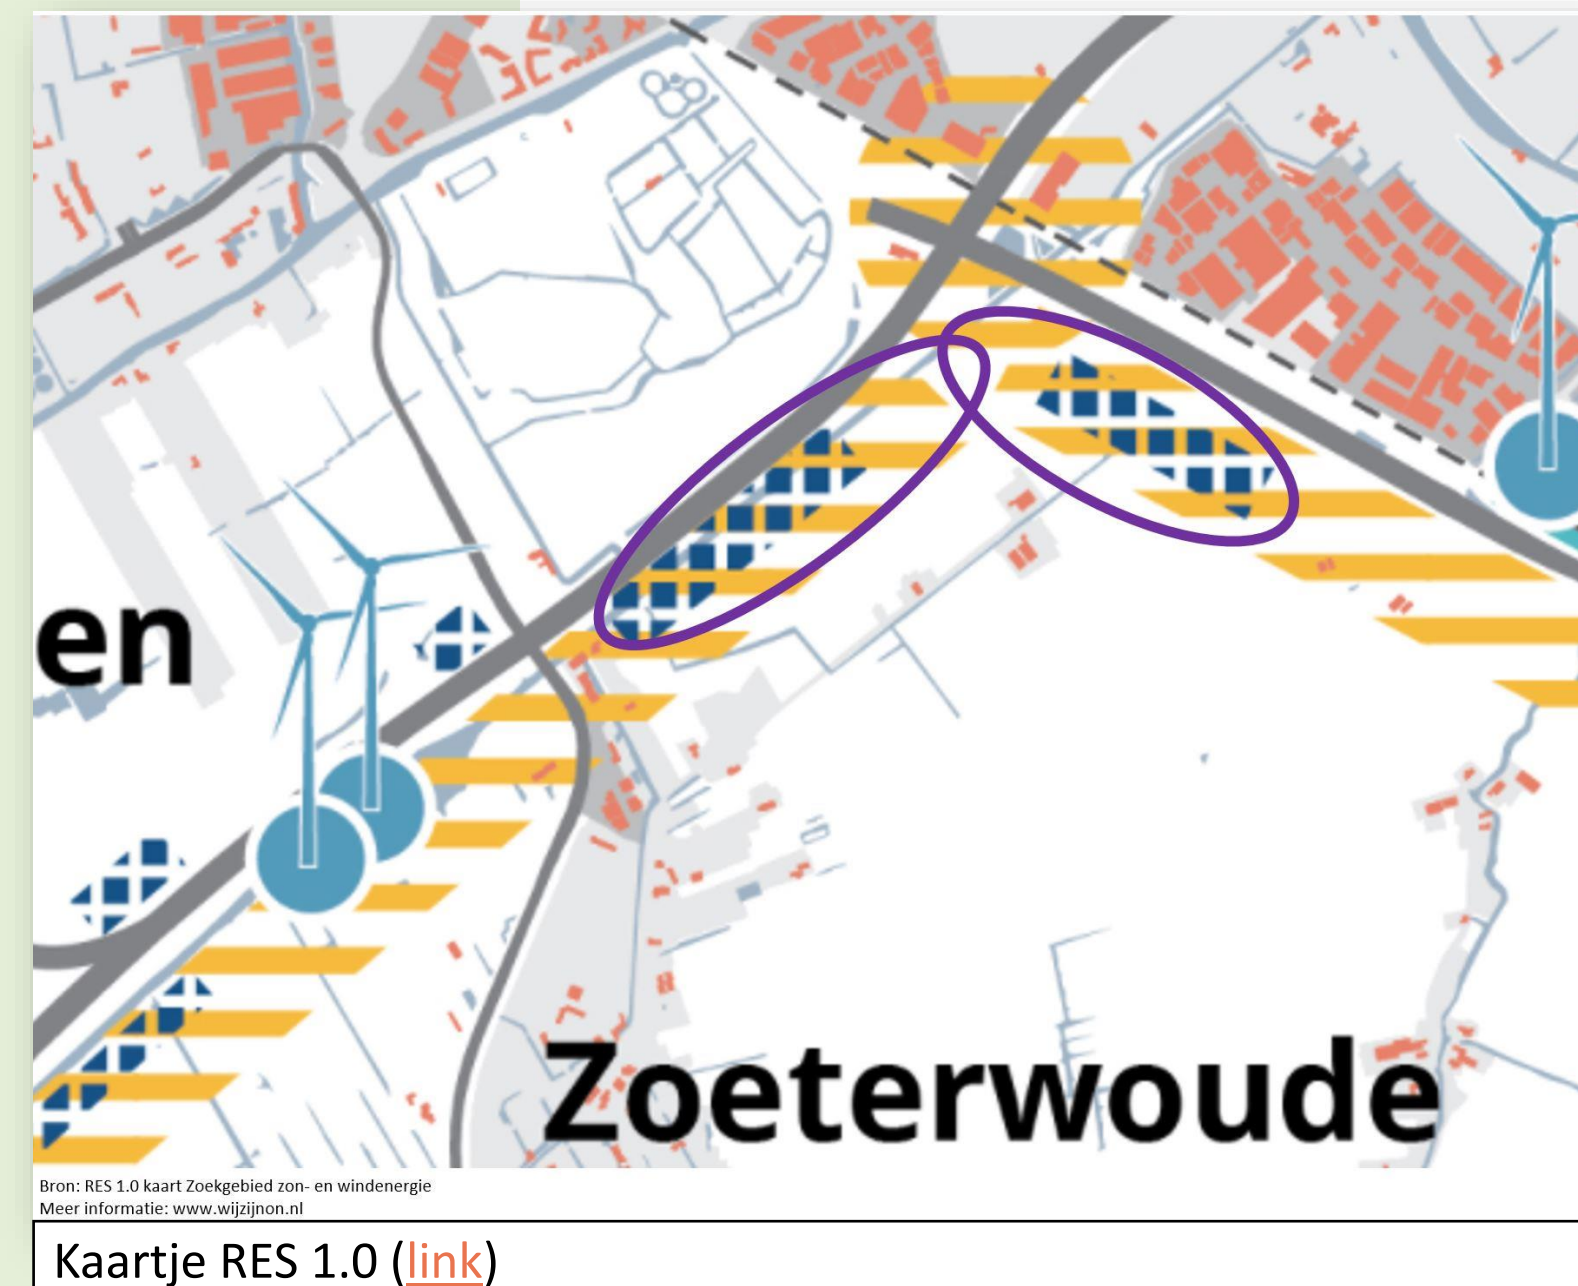 en
Zoeterwoude
Bron: RES 1.0 kaart Zoekgebied zon- en windenergie
Meer informatie: www.wijzijnon.nl
Kaartje RES 1.0 (link)